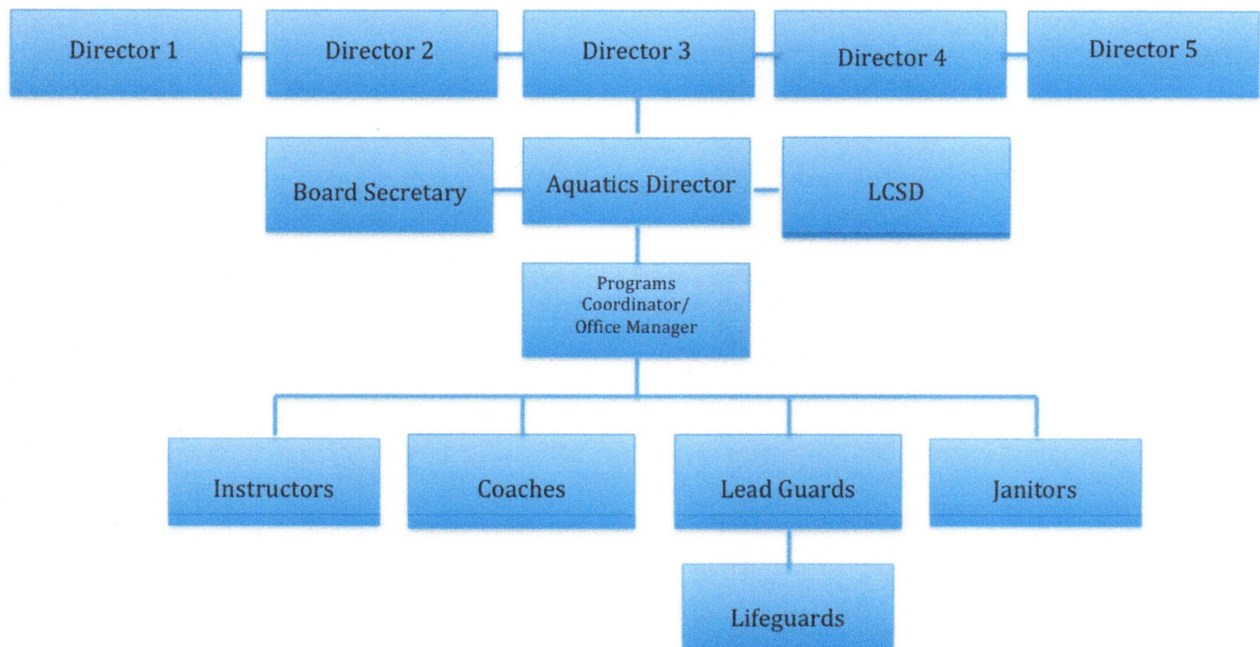 Director 1
Director 2
Director 3
Director 4
Director 5
Board Secretary
Aquatics Director
LCSD
Programs
Coordinator/
Office Manager
Instructors
Coaches
Lead Guards
Janitors
Lifeguards